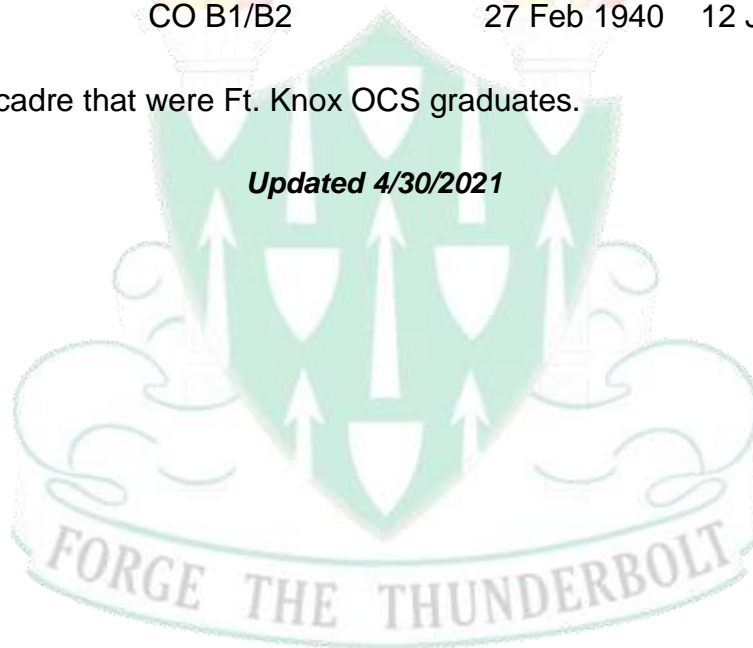 CO B1/B2 27 Feb 1940 12 J
cadre that were Ft. Knox OCS graduates.
Updated 4/30/2021
FORGE THE THUNDERBOLT